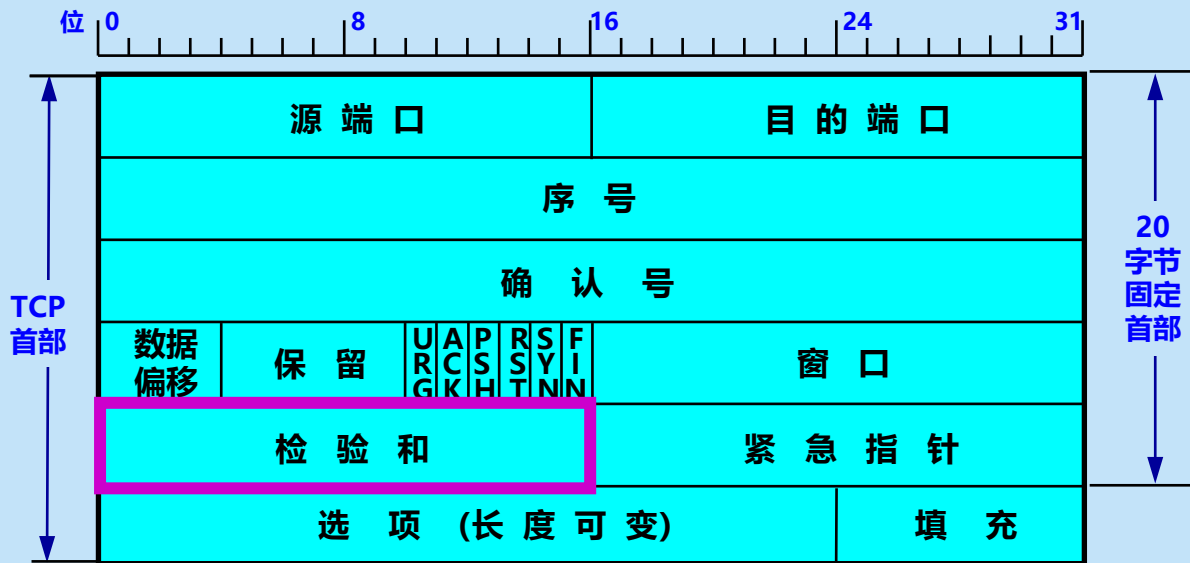 位 0 8 16 24 31
源 端 口 目 的 端 口
序 号
确 认 号
TCP
首部
20
字节
固定
首部
数据
偏移
保 留
URG
ACK
PSH
RST
SYN
FIN
窗 口
检 验 和 紧 急 指 针
选 项 (长 度 可 变) 填 充